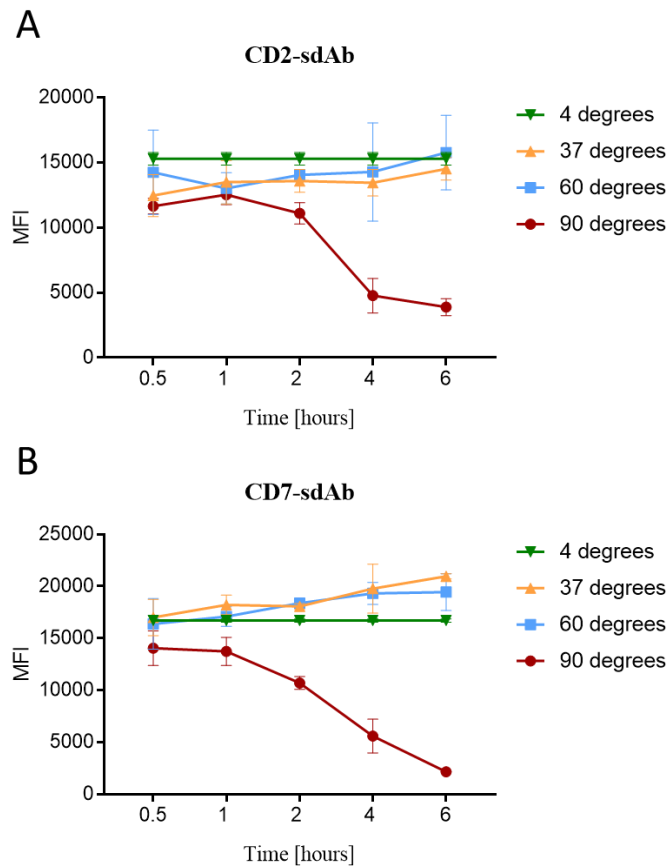 A
CD2-sdAb
20000
15000
10000
5000
0
MFI
0.5 1 2 4 6
Time [hours]
4 degrees
37 degrees
60 degrees
90 degrees
B
CD7-sdAb
25000
20000
15000
10000
5000
0
MFI
0.5 1 2 4 6
Time [hours]
4 degrees
37 degrees
60 degrees
90 degrees